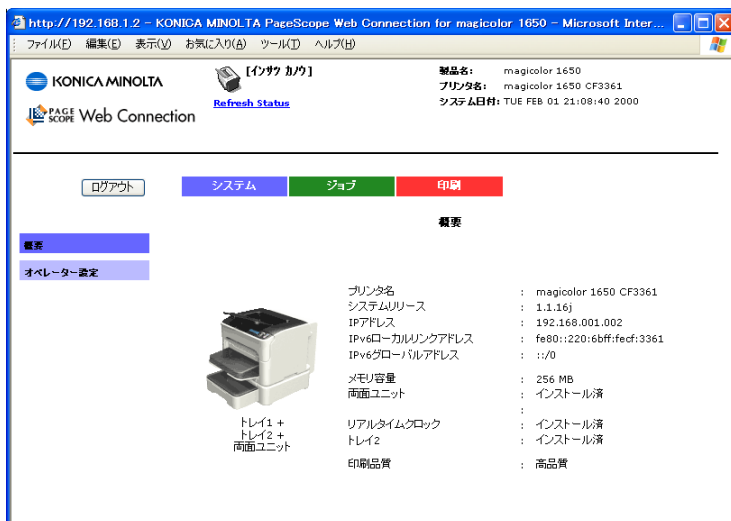 http://192.168.1.2 - KONICA MINOLTA PageScope Web Connection for magicolor 1650 - Microsoft Inter...
ファイル(F) 編集(E) 表示(V) お気に入り(A) ツール(T) ヘルプ(H)
KONICA MINOLTA
[インサツ カノウ]
製品名: magicolor 1650
プリンタ名: magicolor 1650 CF3361
PAGE SCOPE Web Connection
Refresh Status
システム日付: TUE FEB 01 21:08:40 2000
ログアウト
システム ジョブ 印刷
概要
概要
オペレーター設定
プリンタ名 : magicolor 1650 CF3361
システムリリース : 1.1.16j
IPアドレス : 192.168.001.002
IPv6ローカルリンクアドレス : fe80::220:6bff:fecf:3361
IPv6グローバルアドレス : ::/0
メモリ容量 : 256 MB
両面ユニット : インストール済
:
リアルタイムクロック : インストール済
トレイ2 : インストール済
印刷品質 : 高品質
トレイ1 +
トレイ2 +
両面ユニット